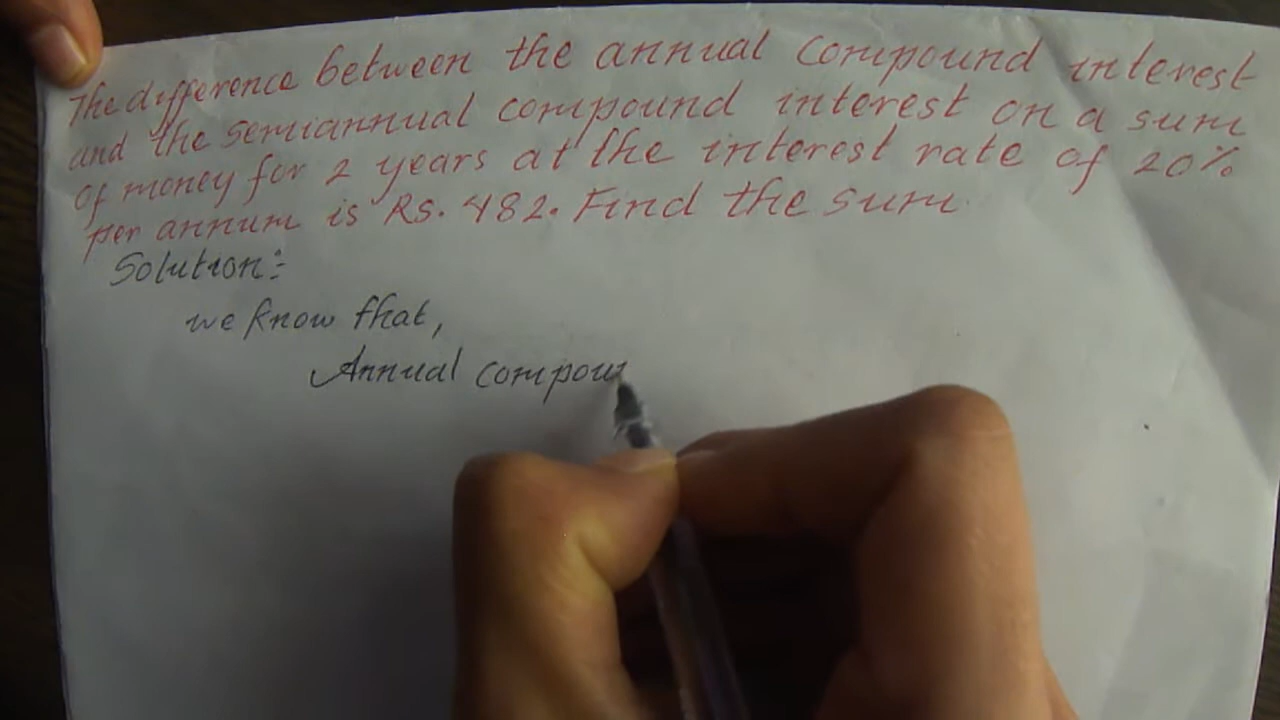 The difference between the annual Compound interest
and the semiannual compound interest on a sum
of money for 2 years at the interest rate of 20%
per annum is Rs. 482. Find the sum.
Solution:-
we know that,
Annual compou